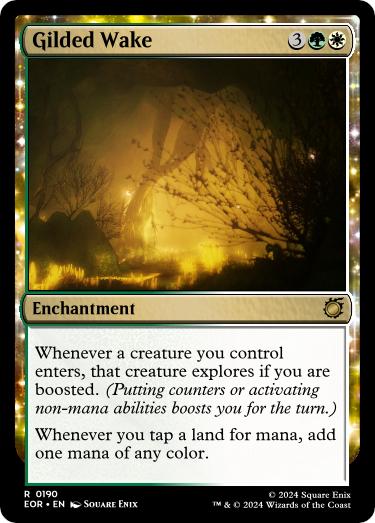 Gilded Wake 3
Enchantment
Whenever a creature you control
enters, that creature explores if you are
boosted. (Putting counters or activating
non-mana abilities boosts you for the turn.)
Whenever you tap a land for mana, add
one mana of any color.
R 0190
EOR • EN SQUARE ENIX
© 2024 Square Enix
™ & © 2024 Wizards of the Coast